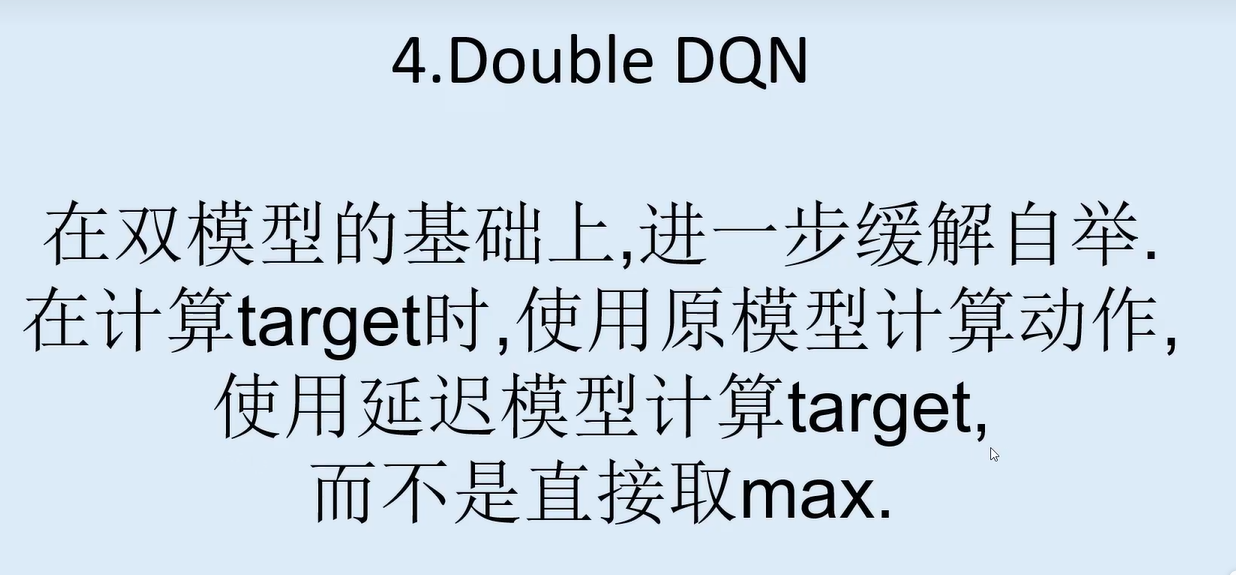 4.Double DQN
在双模型的基础上,进一步缓解自举.
在计算target时,使用原模型计算动作,
使用延迟模型计算target,
而不是直接取max.